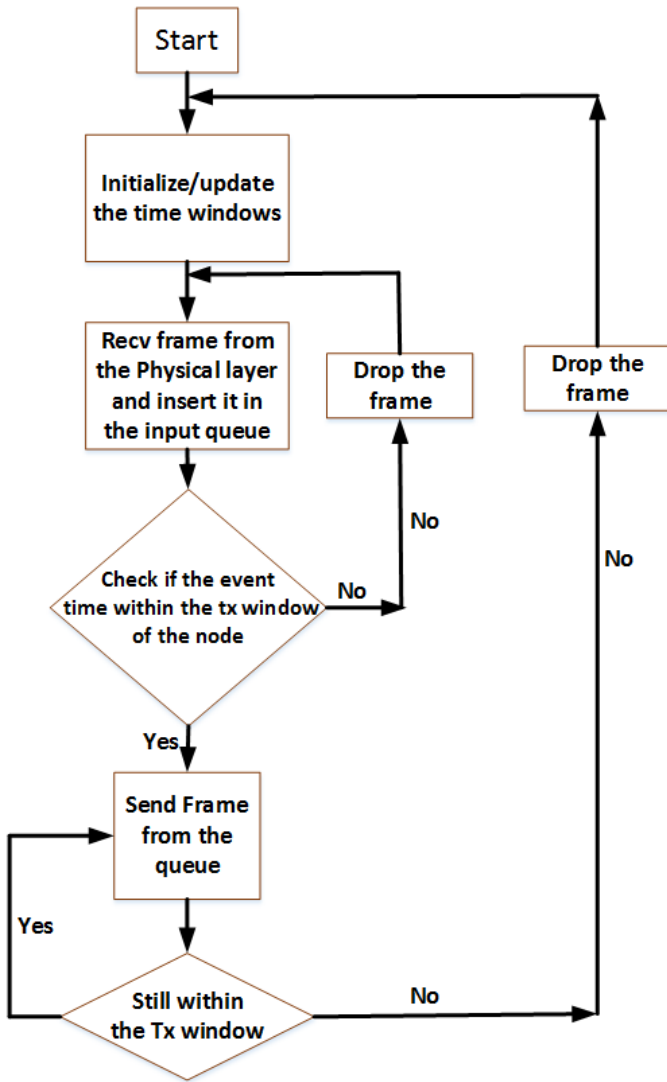 Start
Initialize/update
the time windows
Recv frame from
the Physical layer
and insert it in
the input queue
Drop the
frame
Drop the
frame
No
No
Check if the event
time within the tx window
of the node
No
Yes
Send Frame
from the
queue
Yes
Still within
the Tx window
No